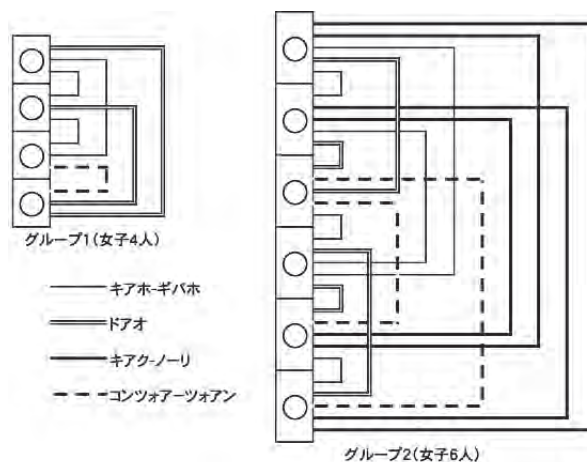 グループ1(女子4人)
キアホ-ギバホ
ドアオ
キアク-ノーリ
コンツォアーツォアン
グループ2(女子6人)